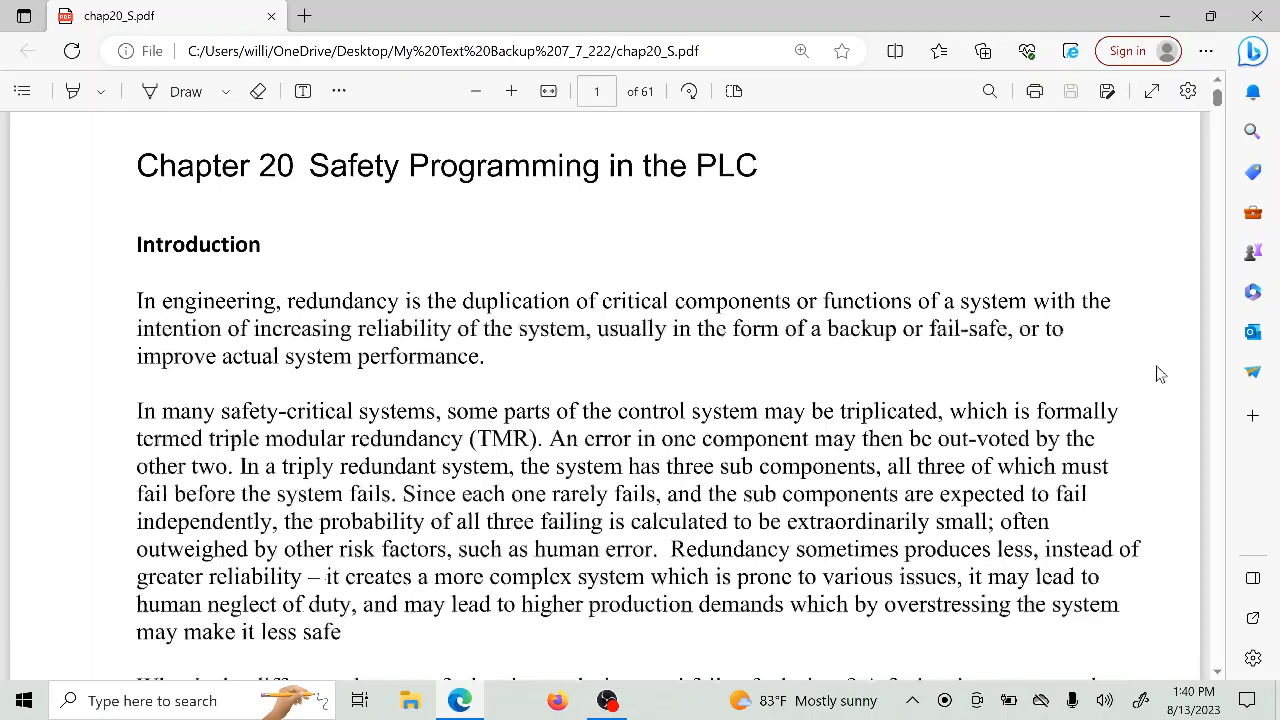 chap20_S.pdf
File C:/Users/willi/OneDrive/Desktop/My%20Text%20Backup%207_7_222/chap20_S.pdf
Sign in
Draw
1 of 61
Chapter 20 Safety Programming in the PLC
Introduction
In engineering, redundancy is the duplication of critical components or functions of a system with the
intention of increasing reliability of the system, usually in the form of a backup or fail-safe, or to
improve actual system performance.
In many safety-critical systems, some parts of the control system may be triplicated, which is formally
termed triple modular redundancy (TMR). An error in one component may then be out-voted by the
other two. In a triply redundant system, the system has three sub components, all three of which must
fail before the system fails. Since each one rarely fails, and the sub components are expected to fail
independently, the probability of all three failing is calculated to be extraordinarily small; often
outweighed by other risk factors, such as human error. Redundancy sometimes produces less, instead of
greater reliability – it creates a more complex system which is prone to various issues, it may lead to
human neglect of duty, and may lead to higher production demands which by overstressing the system
may make it less safe
Type here to search
83°F Mostly sunny
1:40 PM
8/13/2023